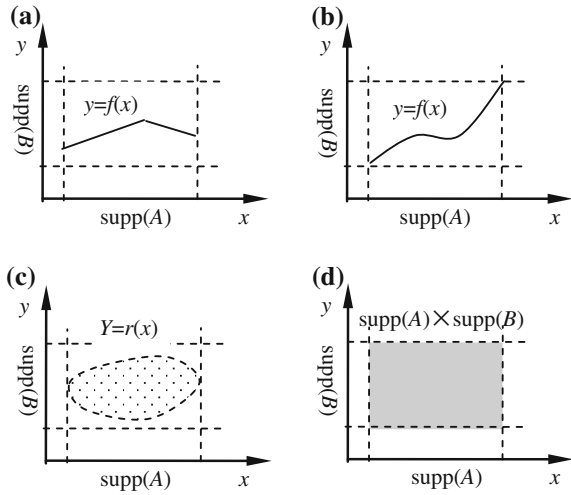 (a)
y
supp(B)
y=f(x)
supp(A)
x
(b)
y
supp(B)
y=f(x)
supp(A)
x
(c)
y
supp(B)
Y=r(x)
supp(A)
x
(d)
y
supp(B)
supp(A)×supp(B)
supp(A)
x